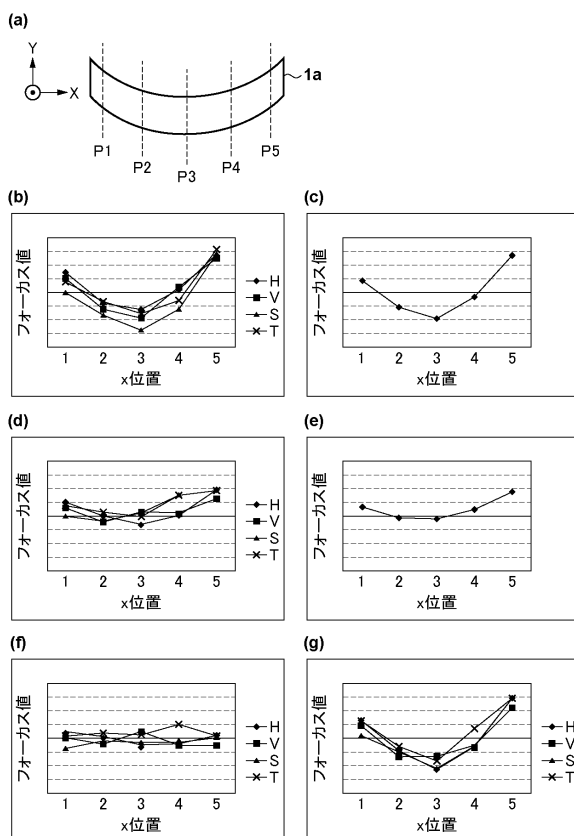 (a)
Y
X
1a
P1
P2
P3
P4
P5
(b)
フォーカス値
H
V
S
T
1 2 3 4 5
x位置
(c)
フォーカス値
1 2 3 4 5
x位置
(d)
フォーカス値
H
V
S
T
1 2 3 4 5
x位置
(e)
フォーカス値
1 2 3 4 5
x位置
(f)
フォーカス値
H
V
S
T
1 2 3 4 5
x位置
(g)
フォーカス値
H
V
S
T
1 2 3 4 5
x位置